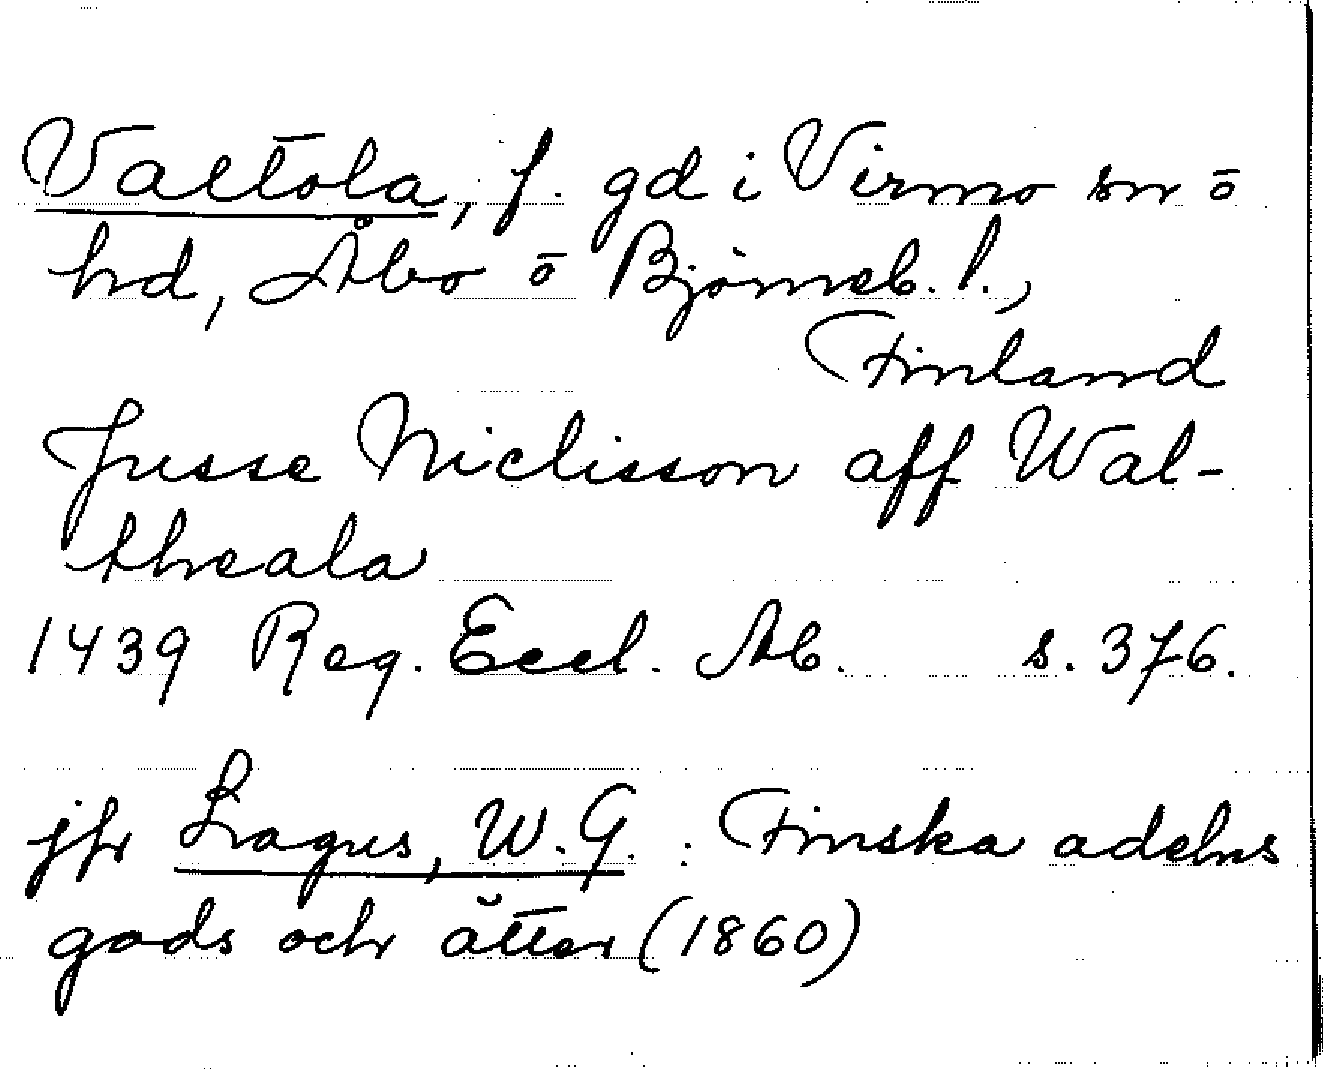 Valtola, f. gd i Virmo sn o
hd, Åbo o Björneb. l.,
Finland
Jusse Niclisson aff Wal-
theala
1439 Reg. Eccl. Ab. s. 376.
jfr Lagus, W. G. : Finska adelns
gods och ätter (1860)